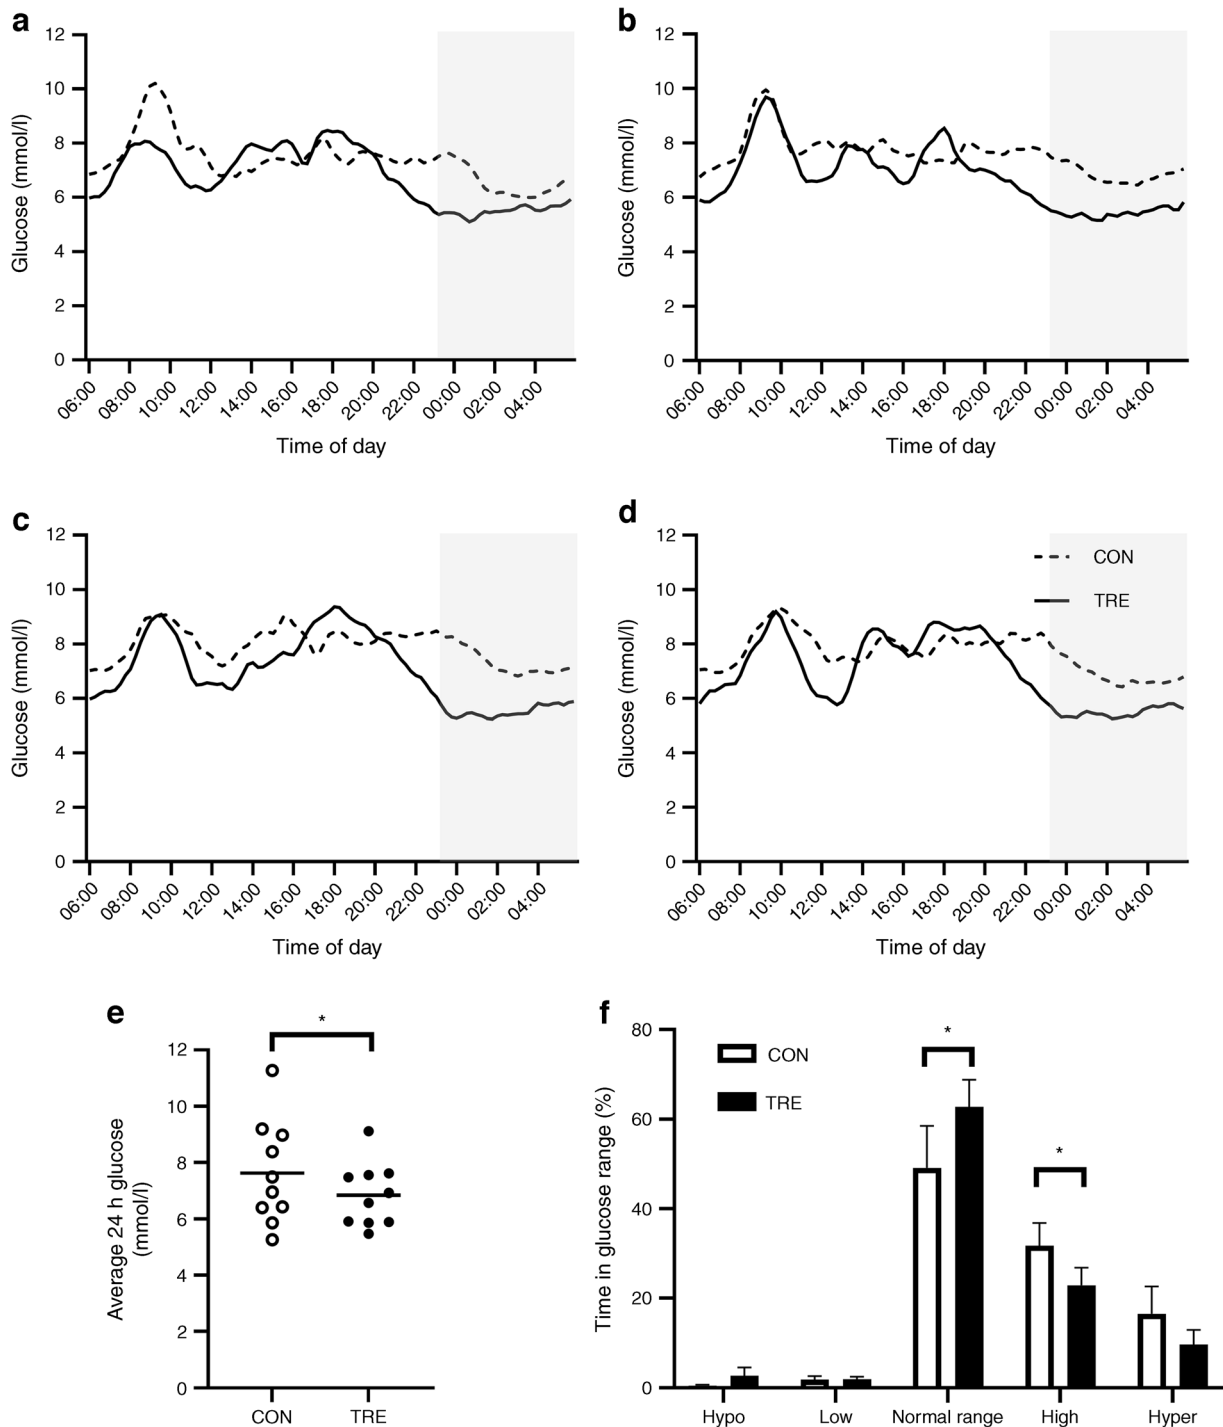 a
12
10
8
6
4
2
0
Glucose (mmol/l)
06:00 08:00 10:00 12:00 14:00 16:00 18:00 20:00 22:00 00:00 02:00 04:00
Time of day
b
12
10
8
6
4
2
0
Glucose (mmol/l)
06:00 08:00 10:00 12:00 14:00 16:00 18:00 20:00 22:00 00:00 02:00 04:00
Time of day
c
12
10
8
6
4
2
0
Glucose (mmol/l)
06:00 08:00 10:00 12:00 14:00 16:00 18:00 20:00 22:00 00:00 02:00 04:00
Time of day
d
12
10
8
6
4
2
0
Glucose (mmol/l)
CON
TRE
06:00 08:00 10:00 12:00 14:00 16:00 18:00 20:00 22:00 00:00 02:00 04:00
Time of day
e
*
12
10
8
6
4
2
0
Average 24 h glucose
(mmol/l)
CON TRE
f
80
60
40
20
0
Time in glucose range (%)
CON
TRE
*
*
Hypo Low Normal range High Hyper